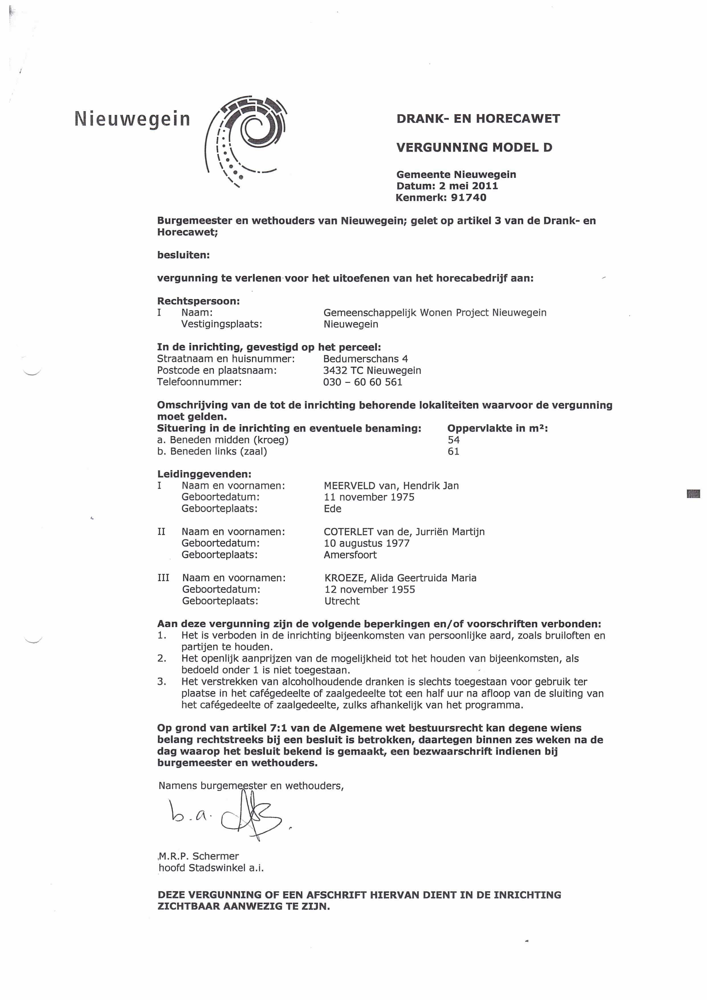 Nieuwegein
DRANK- EN HORECAWET
VERGUNNING MODEL D
Gemeente Nieuwegein
Datum: 2 mei 2011
Kenmerk: 91740
Burgemeester en wethouders van Nieuwegein; gelet op artikel 3 van de Drank- en
Horecawet;
besluiten:
vergunning te verlenen voor het uitoefenen van het horecabedrijf aan:
Rechtspersoon:
I Naam: Gemeenschappelijk Wonen Project Nieuwegein
Vestigingsplaats: Nieuwegein
In de inrichting, gevestigd op het perceel:
Straatnaam en huisnummer: Bedumerschans 4
Postcode en plaatsnaam: 3432 TC Nieuwegein
Telefoonnummer: 030 – 60 60 561
Omschrijving van de tot de inrichting behorende lokaliteiten waarvoor de vergunning
moet gelden.
Situering in de inrichting en eventuele benaming: Oppervlakte in m²:
a. Beneden midden (kroeg) 54
b. Beneden links (zaal) 61
Leidinggevenden:
I Naam en voornamen: MEERVELD van, Hendrik Jan
Geboortedatum: 11 november 1975
Geboorteplaats: Ede
II Naam en voornamen: COTERLET van de, Jurriën Martijn
Geboortedatum: 10 augustus 1977
Geboorteplaats: Amersfoort
III Naam en voornamen: KROEZE, Alida Geertruida Maria
Geboortedatum: 12 november 1955
Geboorteplaats: Utrecht
Aan deze vergunning zijn de volgende beperkingen en/of voorschriften verbonden:
1. Het is verboden in de inrichting bijeenkomsten van persoonlijke aard, zoals bruiloften en
partijen te houden.
2. Het openlijk aanprijzen van de mogelijkheid tot het houden van bijeenkomsten, als
bedoeld onder 1 is niet toegestaan.
3. Het verstrekken van alcoholhoudende dranken is slechts toegestaan voor gebruik ter
plaatse in het cafégedeelte of zaalgedeelte tot een half uur na afloop van de sluiting van
het cafégedeelte of zaalgedeelte, zulks afhankelijk van het programma.
Op grond van artikel 7:1 van de Algemene wet bestuursrecht kan degene wiens
belang rechtstreeks bij een besluit is betrokken, daartegen binnen zes weken na de
dag waarop het besluit bekend is gemaakt, een bezwaarschrift indienen bij
burgemeester en wethouders.
Namens burgemeester en wethouders,
b.a.
M.R.P. Schermer
hoofd Stadswinkel a.i.
DEZE VERGUNNING OF EEN AFSCHRIFT HIERVAN DIENT IN DE INRICHTING
ZICHTBAAR AANWEZIG TE ZIJN.